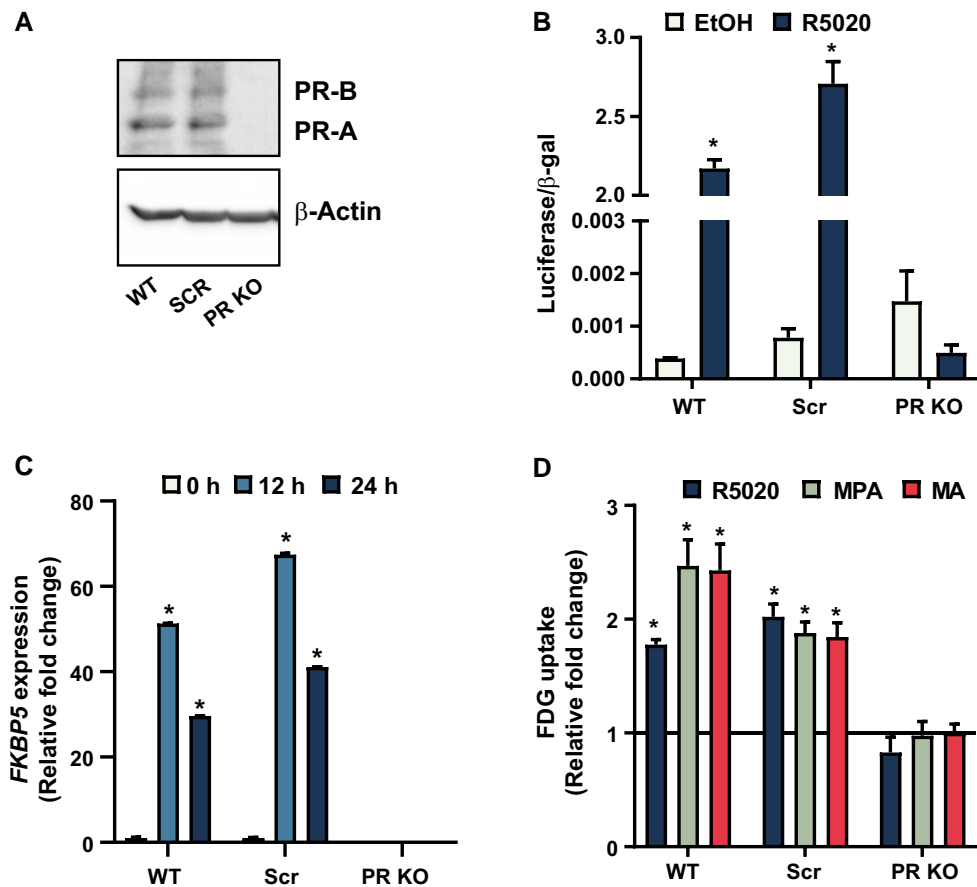 A
PR-B
PR-A
β-Actin
WT
SCR
PR KO
B
EtOH
R5020
Luciferase/β-gal
3.0
2.5
2.0
0.003
0.002
0.001
0.000
*
*
WT
Scr
PR KO
C
0 h
12 h
24 h
FKBP5 expression
(Relative fold change)
80
60
40
20
0
*
*
*
*
WT
Scr
PR KO
D
R5020
MPA
MA
FDG uptake
(Relative fold change)
3
2
1
0
*
*
*
*
*
*
WT
Scr
PR KO